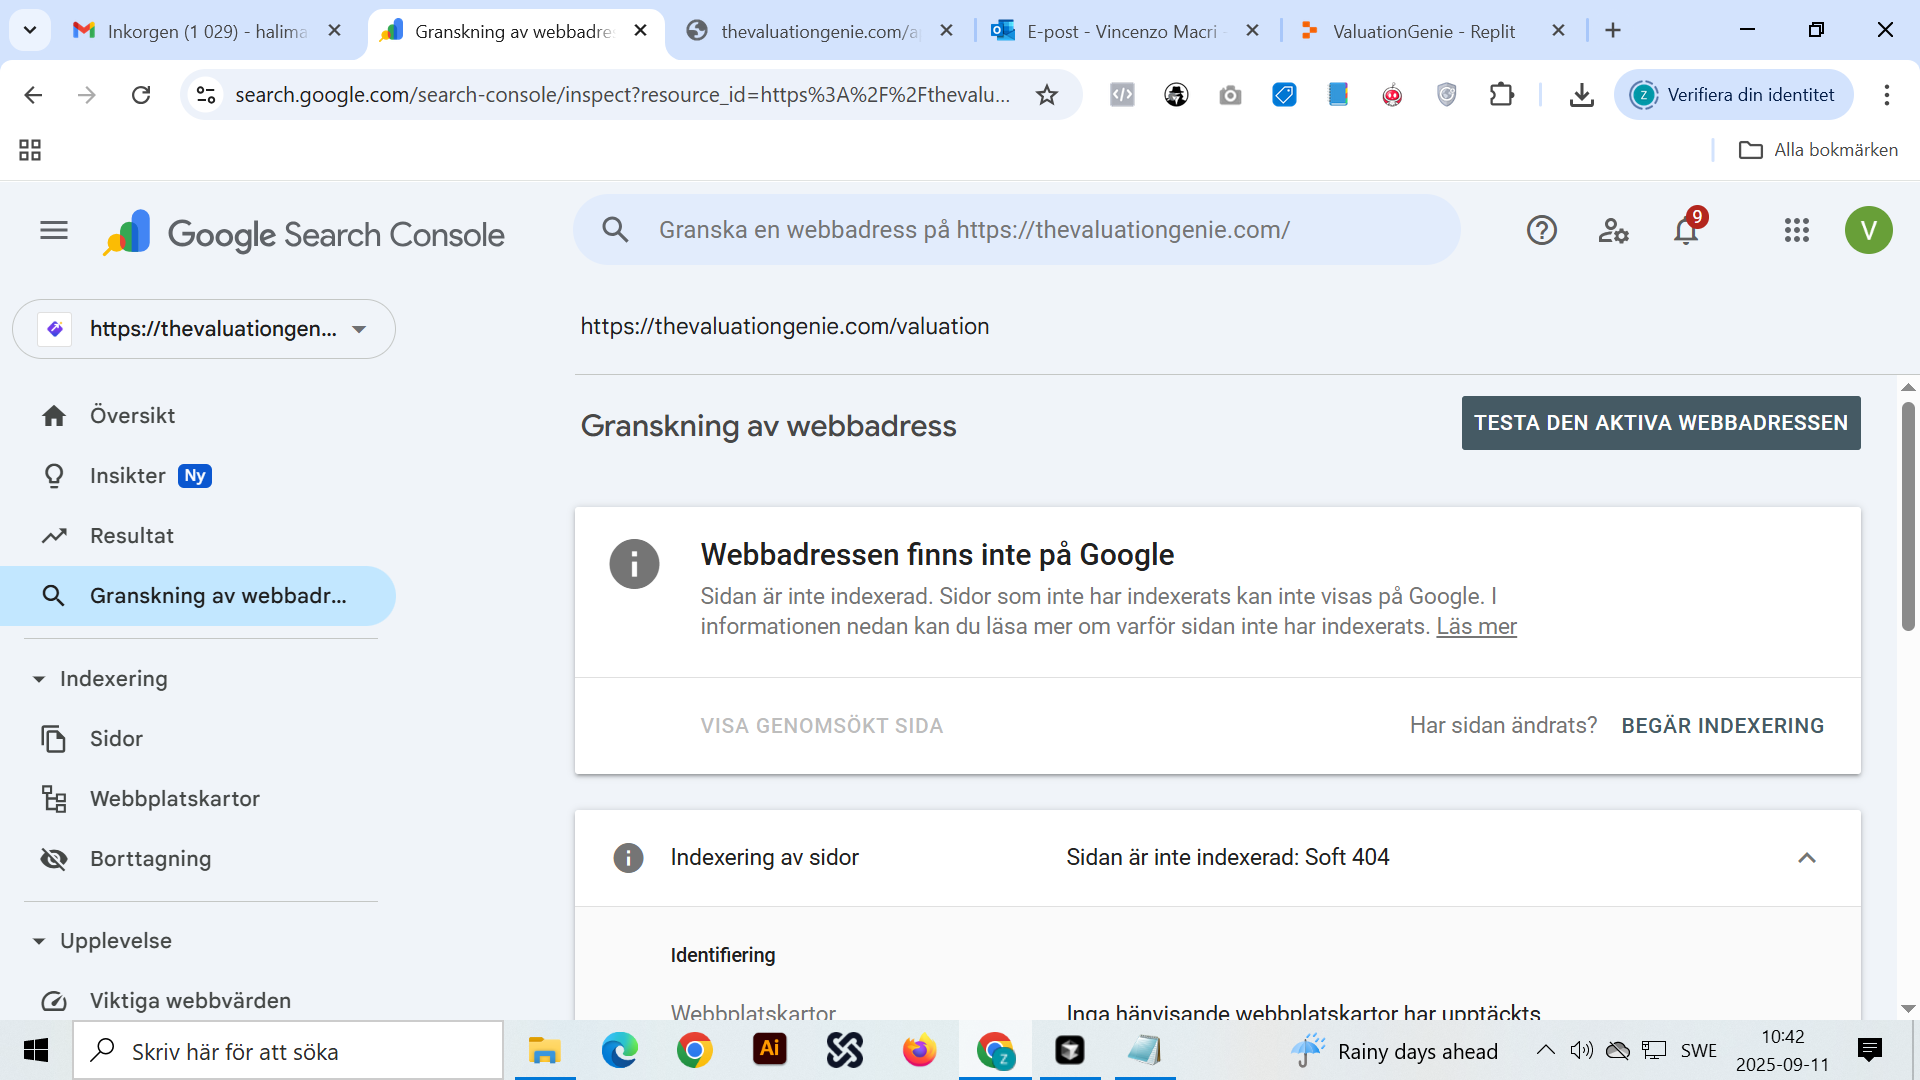 Inkorgen (1 029) - halima
Granskning av webbadres
thevaluationgenie.com/ap
E-post - Vincenzo Macri -
ValuationGenie - Replit
search.google.com/search-console/inspect?resource_id=https%3A%2F%2Fthevalu...
Verifiera din identitet
Alla bokmärken
Google Search Console
Granska en webbadress på https://thevaluationgenie.com/
9
V
https://thevaluationgen...
https://thevaluationgenie.com/valuation
Översikt
Insikter Ny
Resultat
Granskning av webbadr...
Indexering
Sidor
Webbplatskartor
Borttagning
Upplevelse
Viktiga webbvärden
Granskning av webbadress
TESTA DEN AKTIVA WEBBADRESSEN
Webbadressen finns inte på Google
Sidan är inte indexerad. Sidor som inte har indexerats kan inte visas på Google. I
informationen nedan kan du läsa mer om varför sidan inte har indexerats. Läs mer
VISA GENOMSÖKT SIDA
Har sidan ändrats? BEGÄR INDEXERING
Indexering av sidor
Sidan är inte indexerad: Soft 404
Identifiering
Webbplatskartor
Inga hänvisande webbplatskartor har upptäckts
Skriv här för att söka
Ai
Z
Rainy days ahead
SWE
10:42
2025-09-11